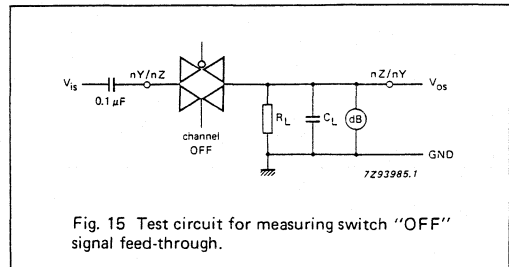 V_is
0.1 µF
nY/nZ
channel
OFF
R_L
C_L
dB
nZ/nY
V_os
GND
7Z93985.1
Fig. 15 Test circuit for measuring switch "OFF"
signal feed-through.